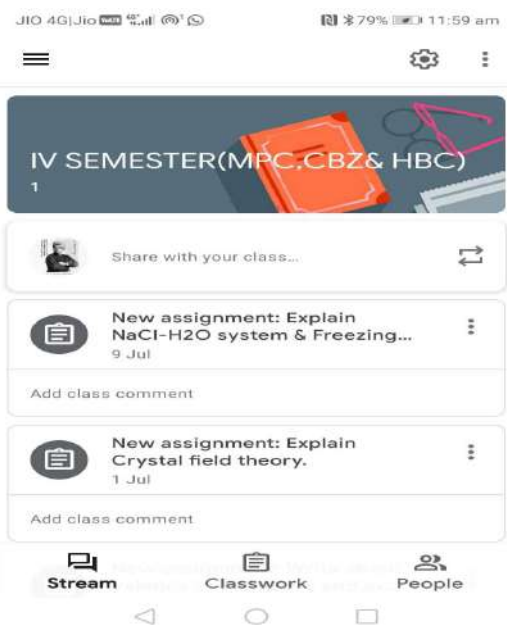 JIO 4G|Jio 79% 11:59 am
IV SEMESTER(MPC,CBZ& HBC)
1
Share with your class...
New assignment: Explain
NaCl-H2O system & Freezing...
9 Jul
Add class comment
New assignment: Explain
Crystal field theory.
1 Jul
Add class comment
Stream Classwork People